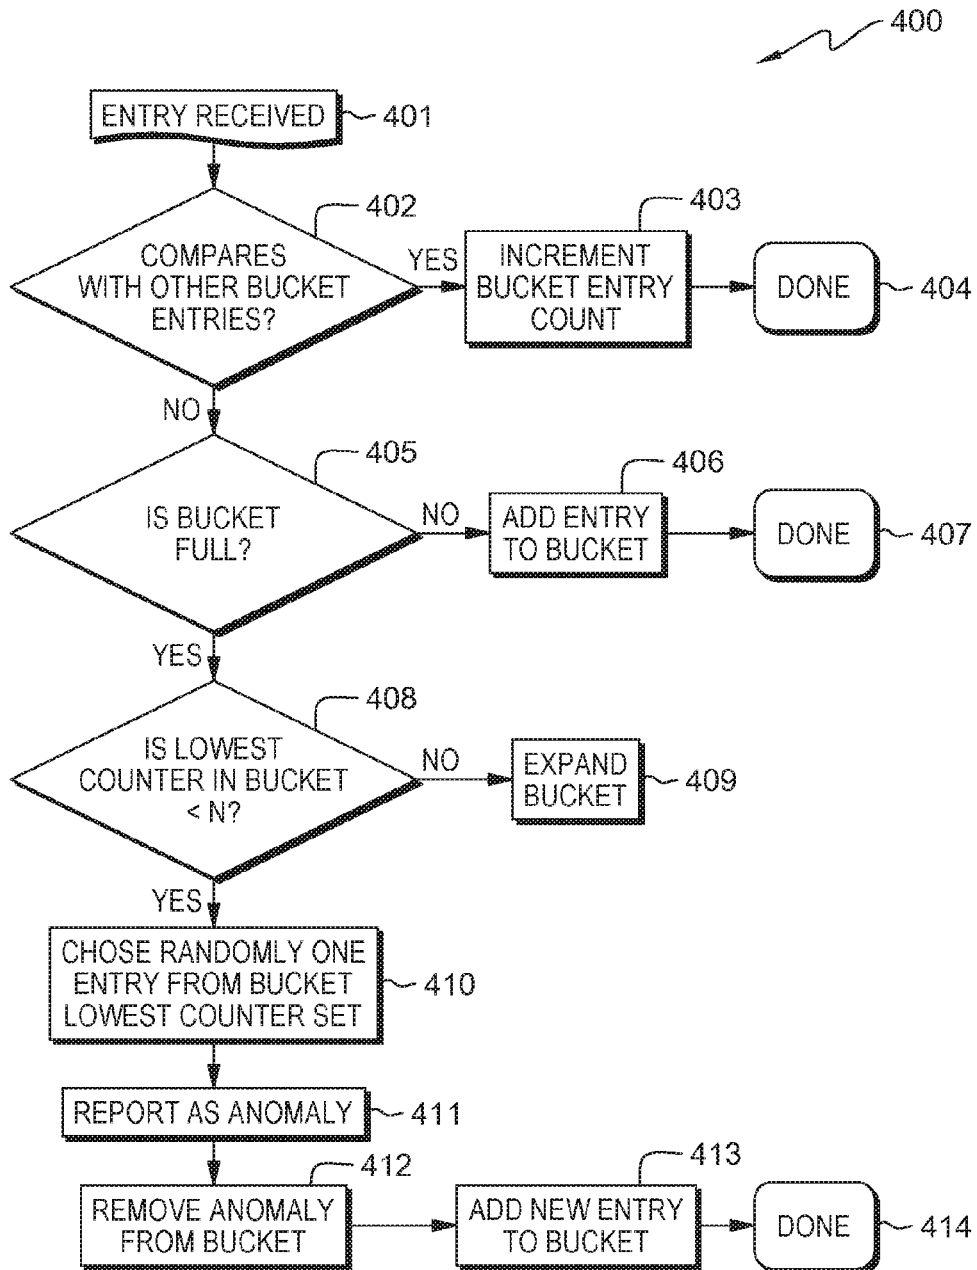 400
ENTRY RECEIVED
401
402
COMPARES
WITH OTHER BUCKET
ENTRIES?
YES
403
INCREMENT
BUCKET ENTRY
COUNT
DONE
404
NO
405
IS BUCKET
FULL?
NO
406
ADD ENTRY
TO BUCKET
DONE
407
YES
408
IS LOWEST
COUNTER IN BUCKET
< N?
NO
EXPAND
BUCKET
409
YES
CHOSE RANDOMLY ONE
ENTRY FROM BUCKET
LOWEST COUNTER SET
410
REPORT AS ANOMALY
411
412
REMOVE ANOMALY
FROM BUCKET
413
ADD NEW ENTRY
TO BUCKET
DONE
414